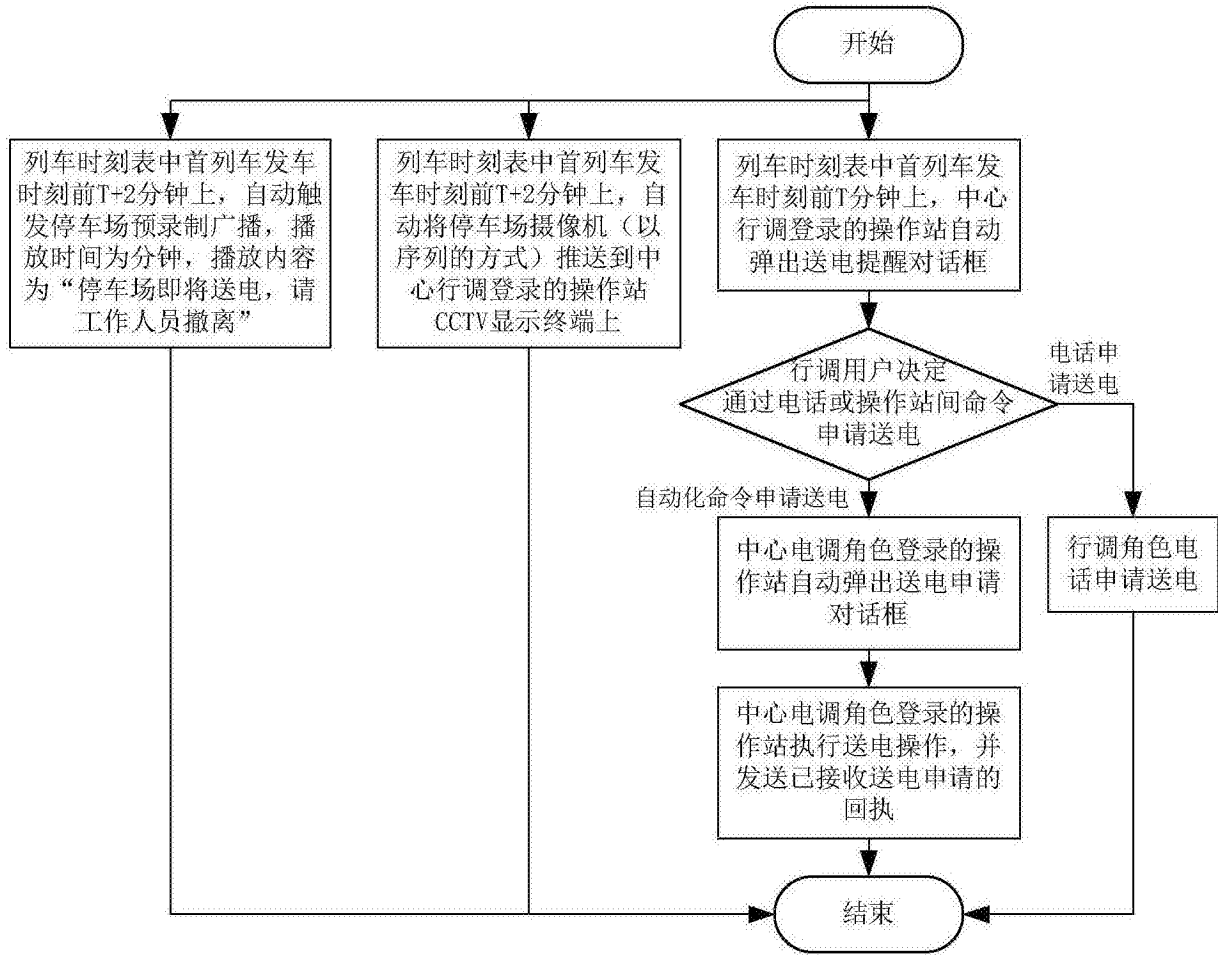 开始
列车时刻表中首列车发车
时刻前T+2分钟上，自动触
发停车场预录制广播，播
放时间为分钟，播放内容
为“停车场即将送电，请
工作人员撤离”
列车时刻表中首列车发
车时刻前T+2分钟上，自
动将停车场摄像机（以
序列的方式）推送到中
心行调登录的操作站
CCTV显示终端上
列车时刻表中首列车发
车时刻前T分钟上，中心
行调登录的操作站自动
弹出送电提醒对话框
行调用户决定
通过电话或操作站间命令
申请送电
电话申
请送电
自动化命令申请送电
中心电调角色登录的操
作站自动弹出送电申请
对话框
行调角色电
话申请送电
中心电调角色登录的操
作站执行送电操作，并
发送已接收送电申请的
回执
结束